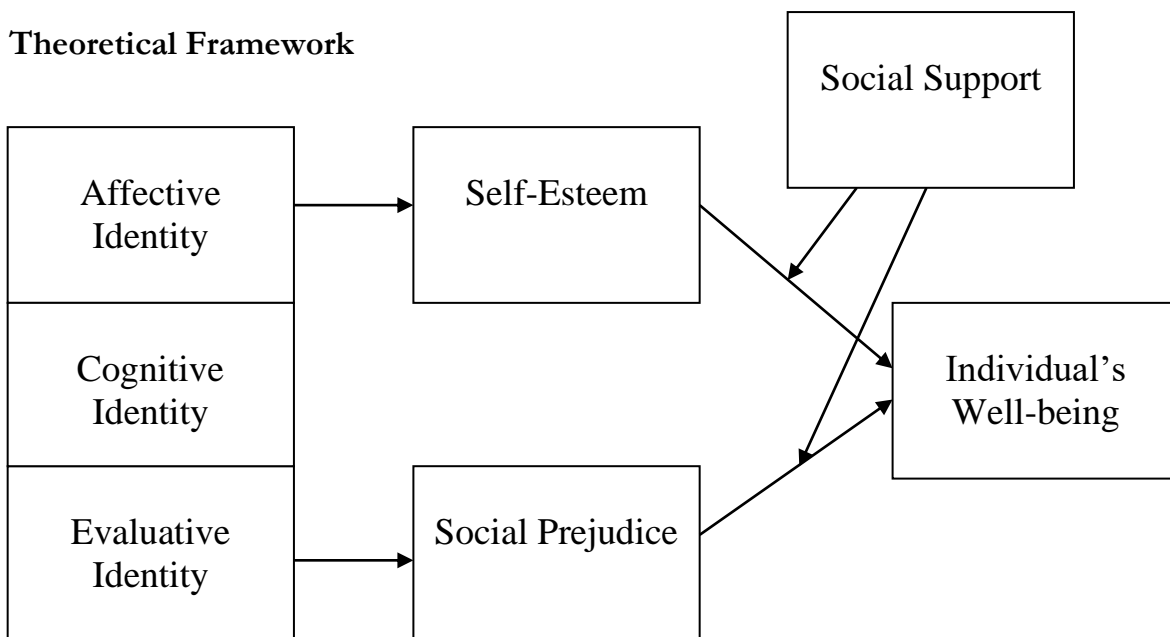 Theoretical Framework
Social Support
Affective
Identity
Self-Esteem
Cognitive
Identity
Individual’s
Well-being
Evaluative
Identity
Social Prejudice